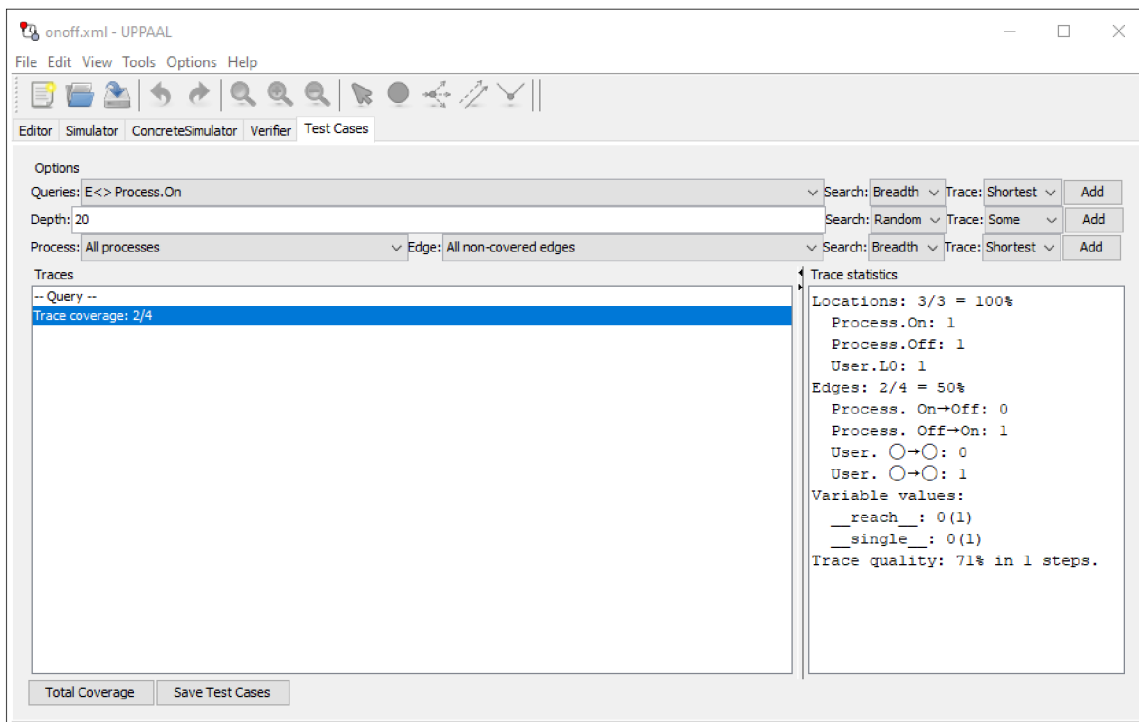 onoff.xml - UPPAAL
File Edit View Tools Options Help
Editor Simulator ConcreteSimulator Verifier Test Cases
Options
Queries: E<> Process.On Search: Breadth Trace: Shortest Add
Depth: 20 Search: Random Trace: Some Add
Process: All processes Edge: All non-covered edges Search: Breadth Trace: Shortest Add
Traces
-- Query --
Trace coverage: 2/4
Trace statistics
Locations: 3/3 = 100%
Process.On: 1
Process.Off: 1
User.L0: 1
Edges: 2/4 = 50%
Process. On→Off: 0
Process. Off→On: 1
User. ◯→◯: 0
User. ◯→◯: 1
Variable values:
__reach__: 0(1)
__single__: 0(1)
Trace quality: 71% in 1 steps.
Total Coverage Save Test Cases